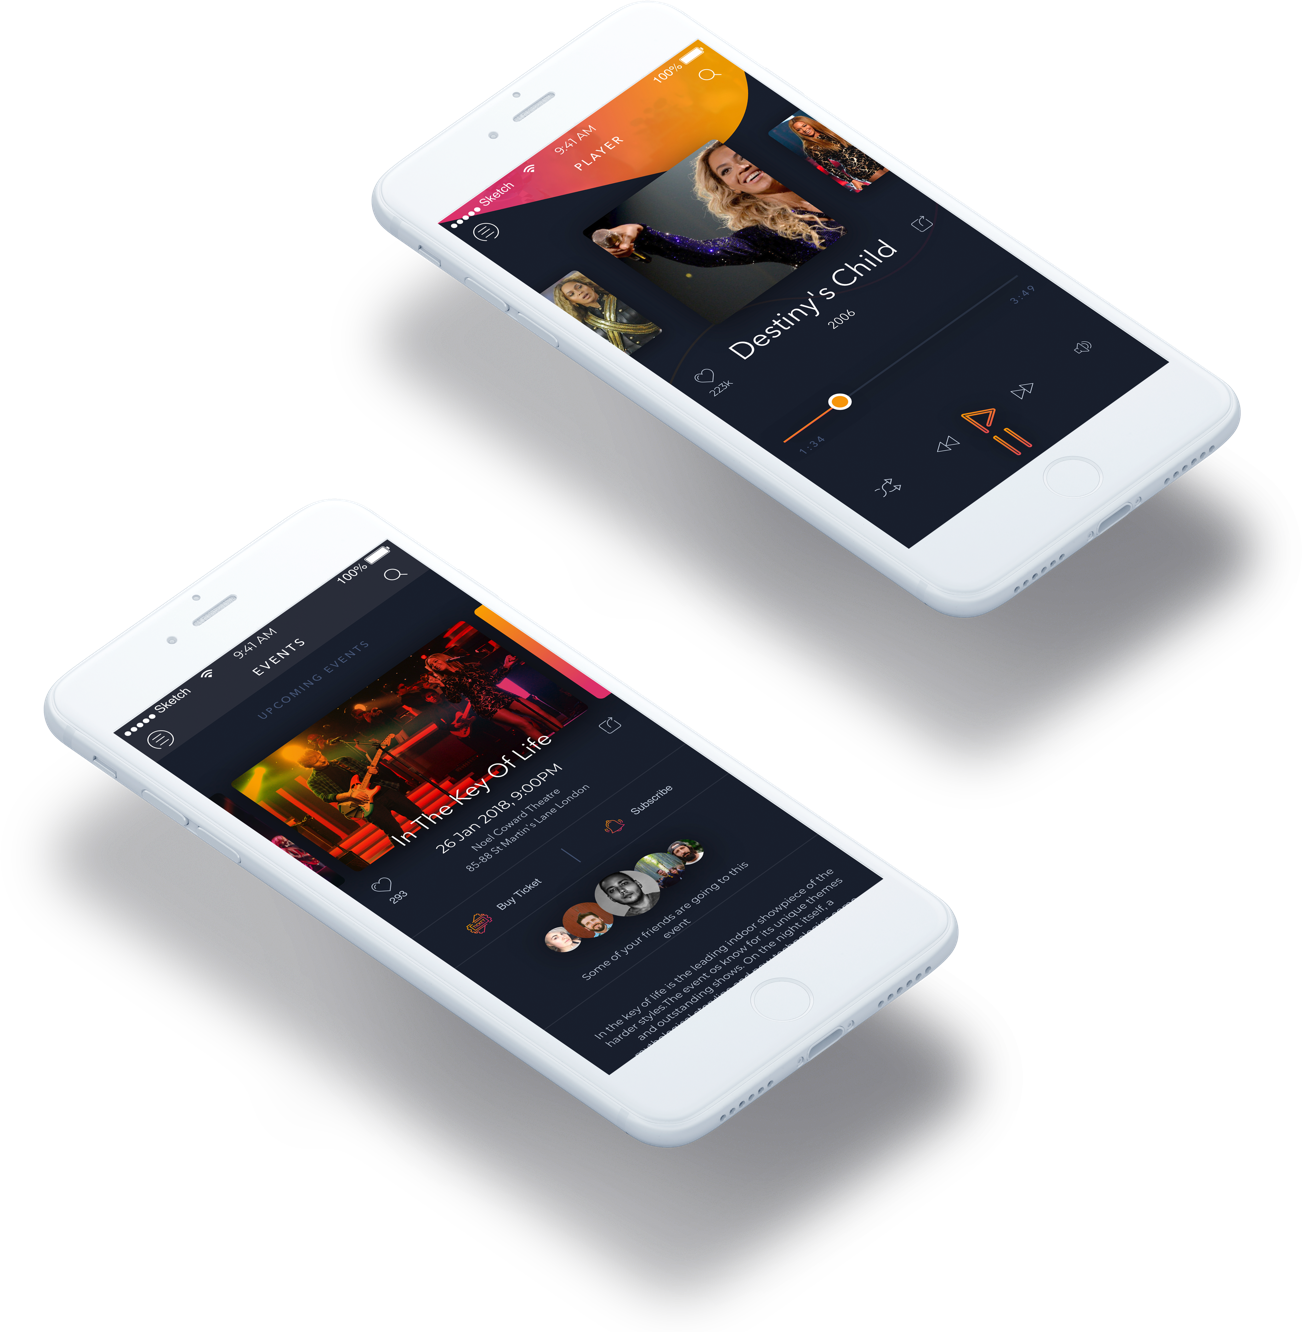 Sketch
9:41 AM
100%
PLAYER
Destiny's Child
2006
223k
1:34
3:49
Sketch
9:41 AM
100%
EVENTS
UPCOMING EVENTS
In The Key Of Life
26 Jan 2018, 9:00PM
Noel Coward Theatre
85-88 St Martin's Lane London
293
Buy Ticket
Subscribe
Some of your friends are going to this
event
In the key of life is the leading indoor showpiece of the
harder styles.The event os know for its unique themes
and outstanding shows. On the night itself, a